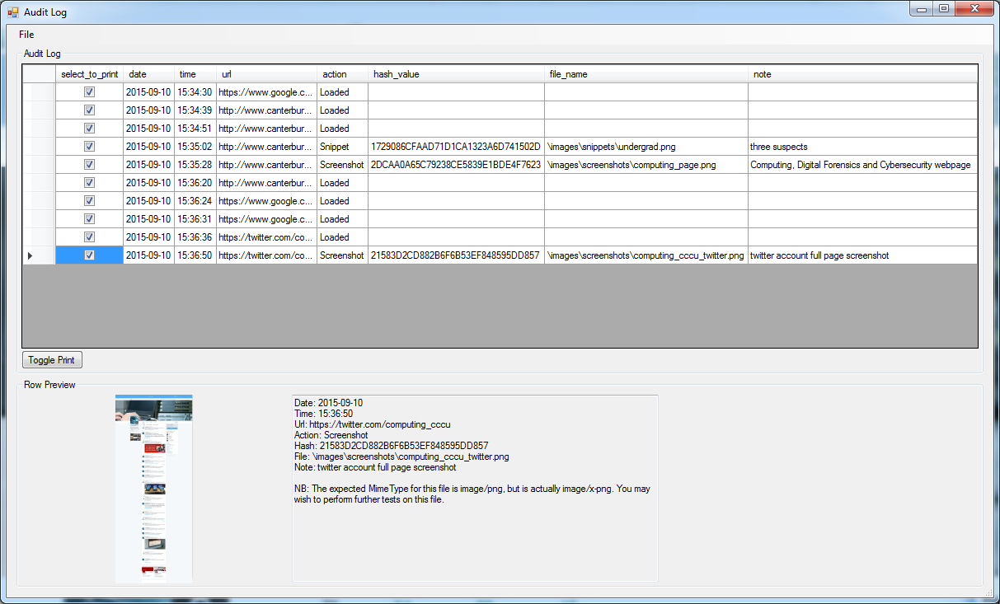 Audit Log
File
Audit Log
select_to_print date time url action hash_value file_name note
2015-09-10 15:34:30 https://www.google.c... Loaded
2015-09-10 15:34:39 http://www.canterbur... Loaded
2015-09-10 15:34:51 http://www.canterbur... Loaded
2015-09-10 15:35:02 http://www.canterbur... Snippet 1729086CFAAD71D1CA1323A6D741502D \images\snippets\undergrad.png three suspects
2015-09-10 15:35:28 http://www.canterbur... Screenshot 2DCAA0A65C79238CE5839E1BDE4F7623 \images\screenshots\computing_page.png Computing, Digital Forensics and Cybersecurity webpage
2015-09-10 15:36:20 http://www.canterbur... Loaded
2015-09-10 15:36:24 https://www.google.c... Loaded
2015-09-10 15:36:31 https://www.google.c... Loaded
2015-09-10 15:36:36 https://twitter.com/co... Loaded
2015-09-10 15:36:50 https://twitter.com/co... Screenshot 21583D2CD882B6F6B53EF848595DD857 \images\screenshots\computing_cccu_twitter.png twitter account full page screenshot
Toggle Print
Row Preview
Date: 2015-09-10
Time: 15:36:50
Url: https://twitter.com/computing_cccu
Action: Screenshot
Hash: 21583D2CD882B6F6B53EF848595DD857
File: \images\screenshots\computing_cccu_twitter.png
Note: twitter account full page screenshot
NB: The expected MimeType for this file is image/png, but is actually image/x-png. You may
wish to perform further tests on this file.